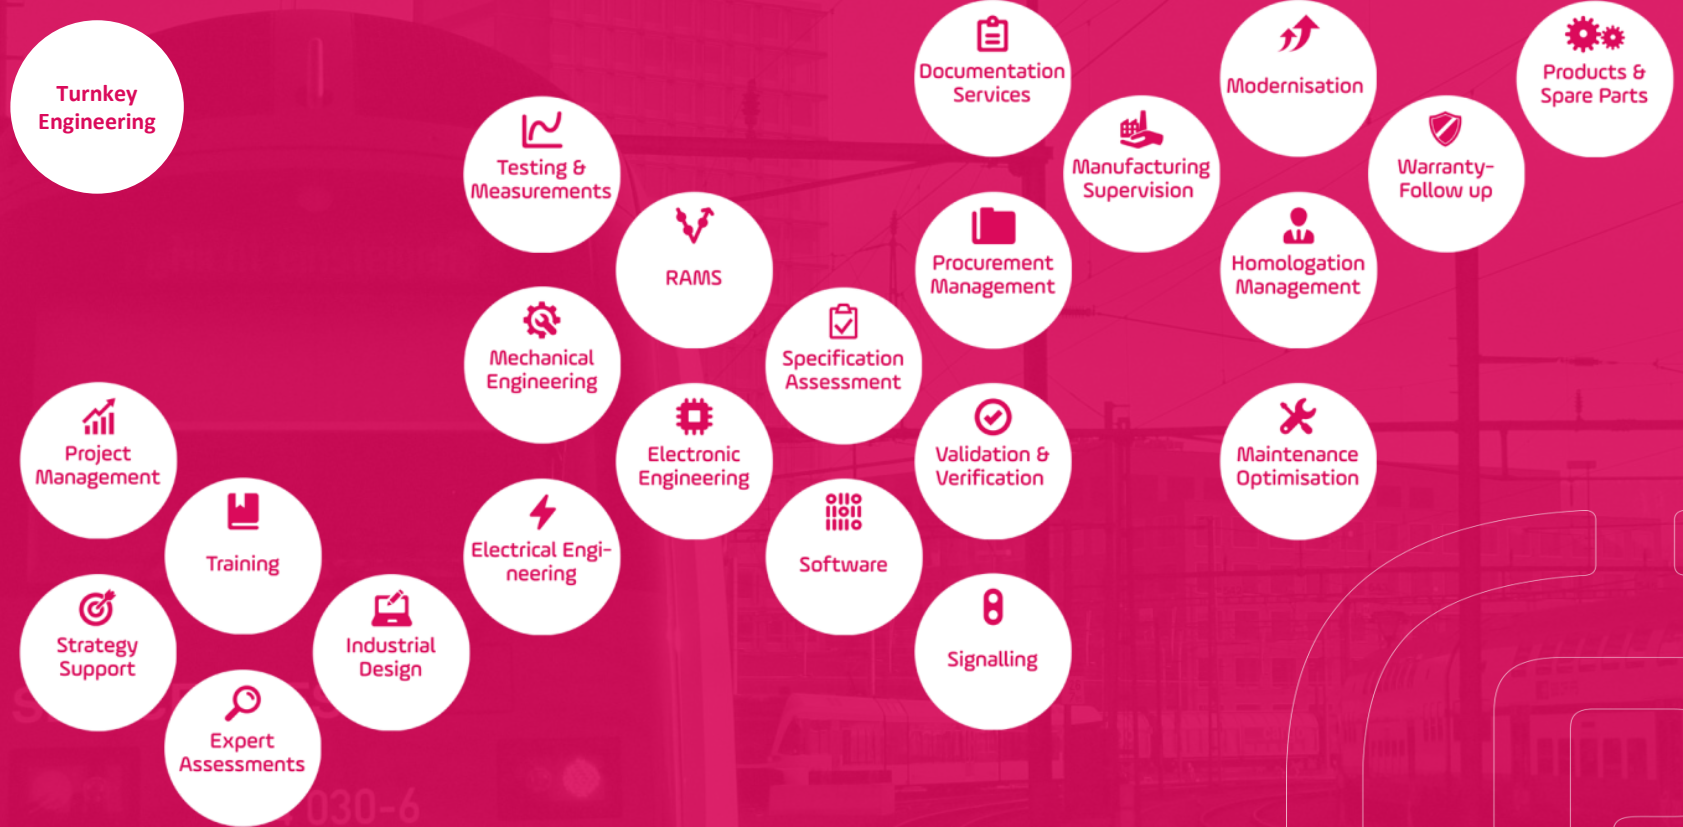 Turnkey
Engineering
Testing &
Measurements
RAMS
Documentation
Services
Manufacturing
Supervision
Modernisation
Warranty-
Follow up
Products &
Spare Parts
Mechanical
Engineering
Specification
Assessment
Procurement
Management
Homologation
Management
Project
Management
Training
Electrical Engi-
neering
Electronic
Engineering
Software
Validation &
Verification
Maintenance
Optimisation
Strategy
Support
Expert
Assessments
Industrial
Design
Signalling
030-6